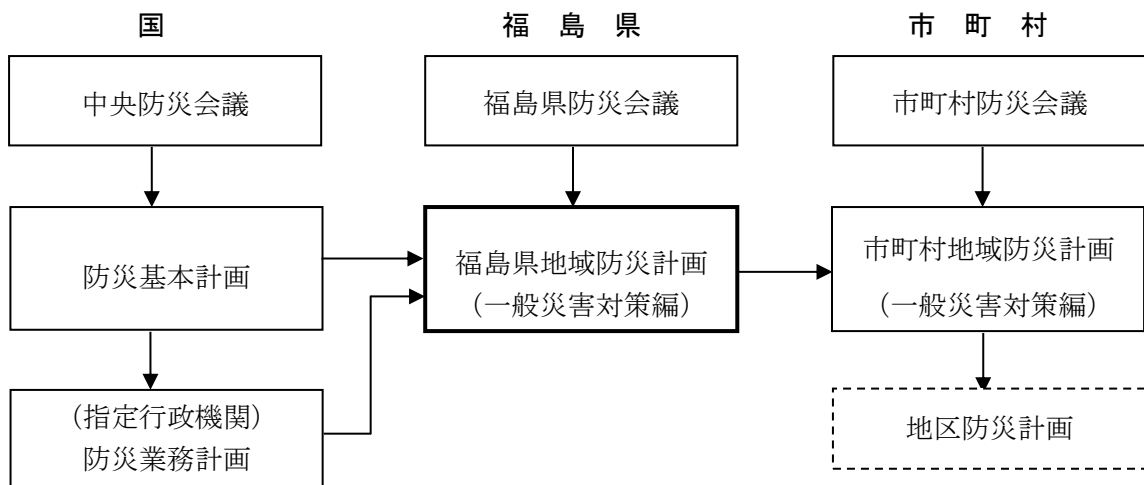 国
福 島 県
市 町 村
中央防災会議
福島県防災会議
市町村防災会議
防災基本計画
福島県地域防災計画
(一般災害対策編)
市町村地域防災計画
(一般災害対策編)
(指定行政機関)
防災業務計画
地区防災計画